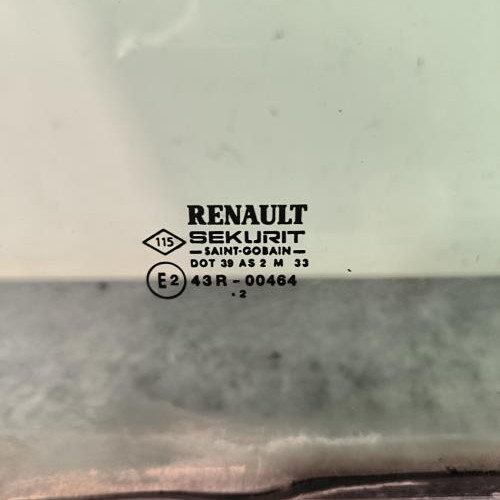 RENAULT
115 SEKURIT
SAINT-GOBAIN
DOT 39 AS 2 M 33
E2 43R-00464
.2